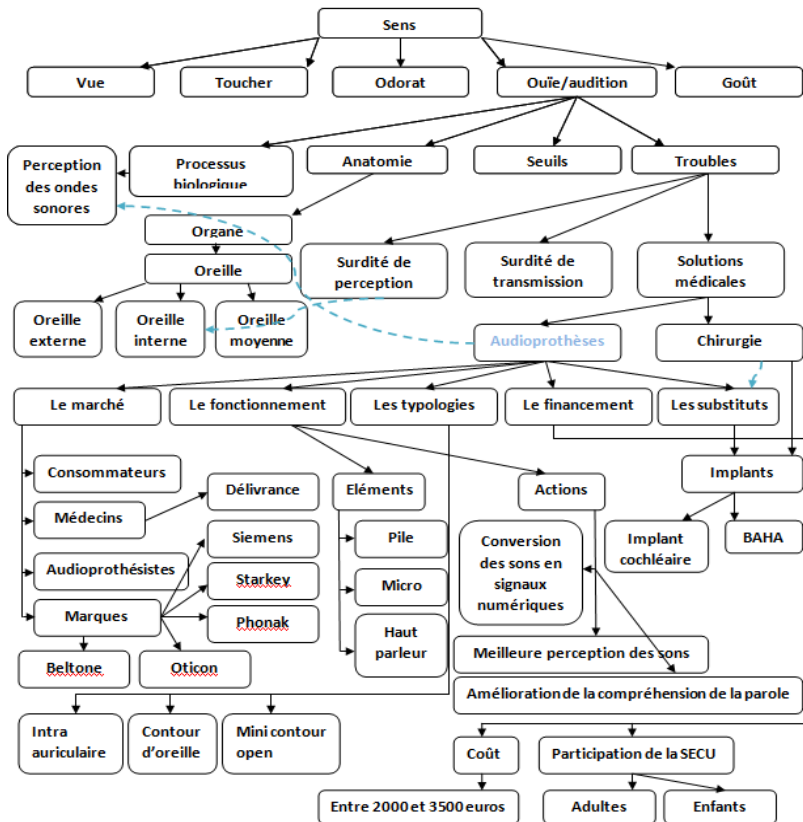 Sens
Vue
Toucher
Odorat
Ouïe/audition
Goût
Perception
des ondes
sonores
Processus
biologique
Anatomie
Seuils
Troubles
Organe
Oreille
Surdité de
perception
Surdité de
transmission
Solutions
médicales
Oreille
externe
Oreille
interne
Oreille
moyenne
Audioprothèses
Chirurgie
Le marché
Le fonctionnement
Les typologies
Le financement
Les substituts
Consommateurs
Délivrance
Eléments
Actions
Implants
Médecins
Siemens
Pile
Conversion
des sons en
signaux
numériques
Implant
cochléaire
BAHA
Audioprothésistes
Starkey
Micro
Marques
Phonak
Haut
parleur
Beltone
Oticon
Meilleure perception des sons
Amélioration de la compréhension de la parole
Intra
auriculaire
Contour
d'oreille
Mini contour
open
Coût
Participation de la SECU
Entre 2000 et 3500 euros
Adultes
Enfants